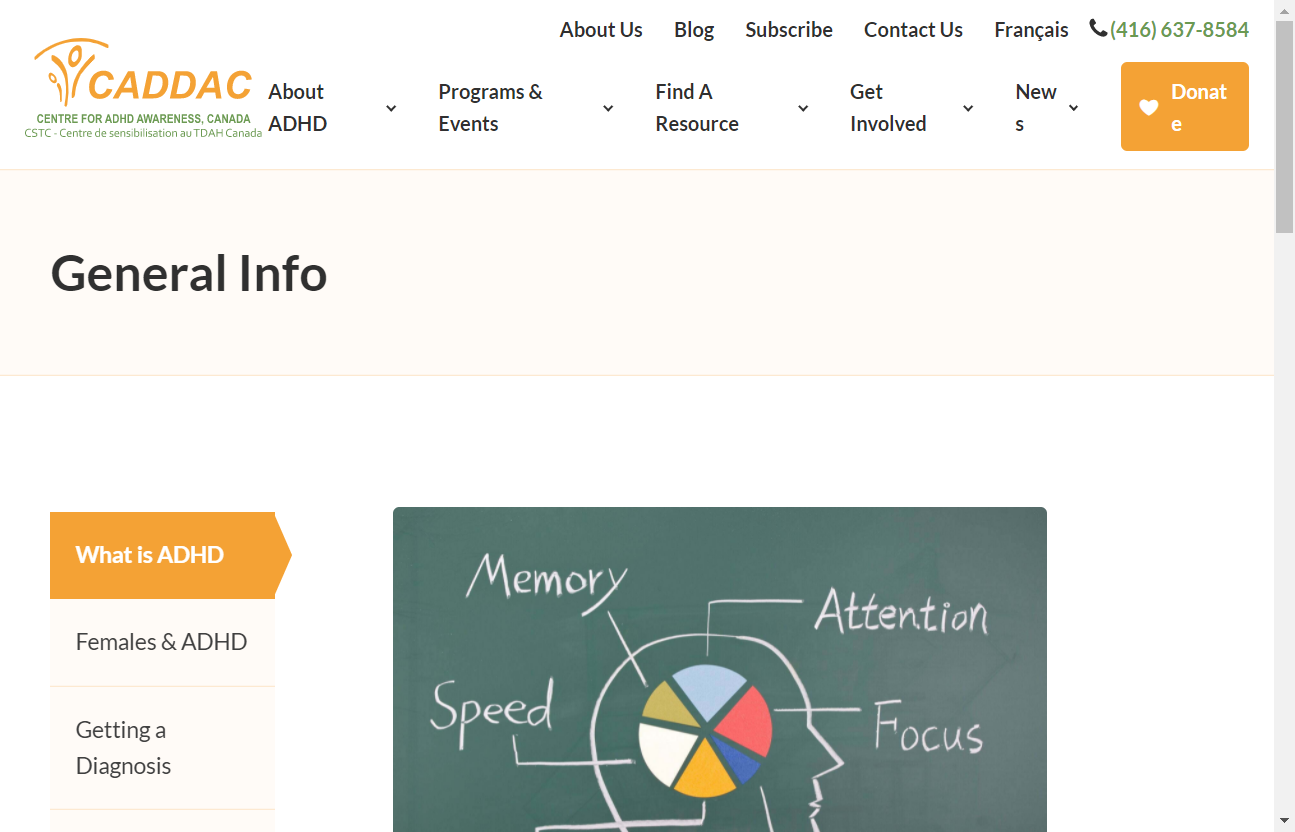 About Us Blog Subscribe Contact Us Français (416) 637-8584
CADDAC
CENTRE FOR ADHD AWARENESS, CANADA
CSTC - Centre de sensibilisation au TDAH Canada
About
ADHD
Programs &
Events
Find A
Resource
Get
Involved
New
s
Donat
e
General Info
What is ADHD
Females & ADHD
Getting a
Diagnosis
Memory
Attention
Speed
Focus